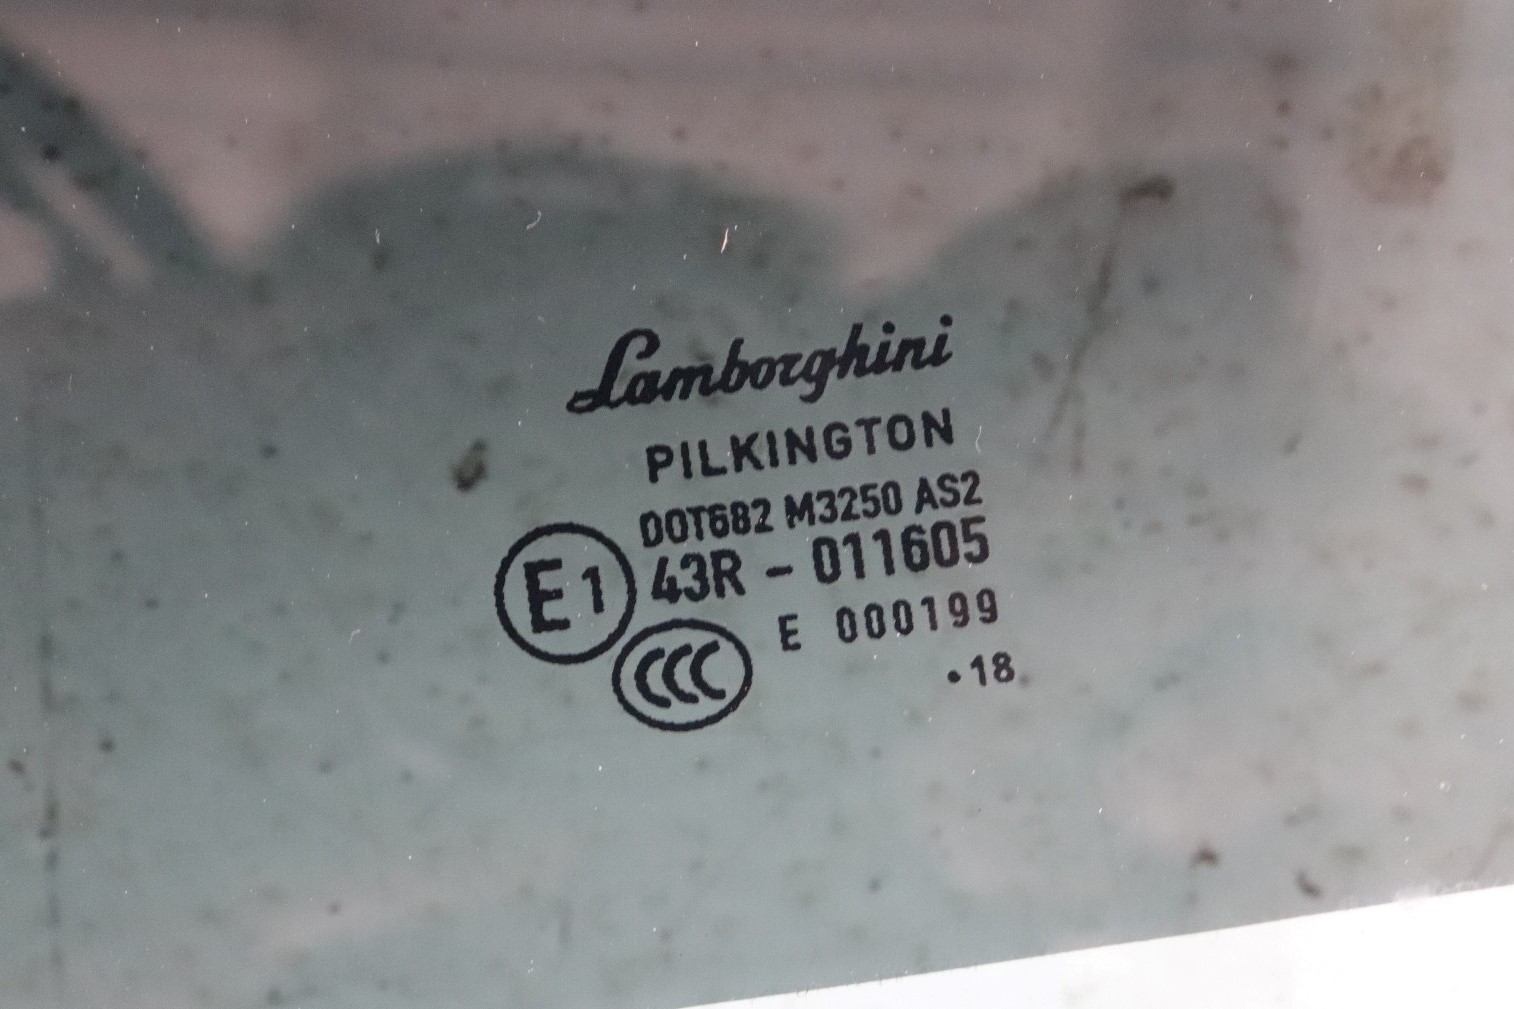 Lamborghini
PILKINGTON
DOT682 M3250 AS2
E1 43R - 011605
CCC E 000199
•18